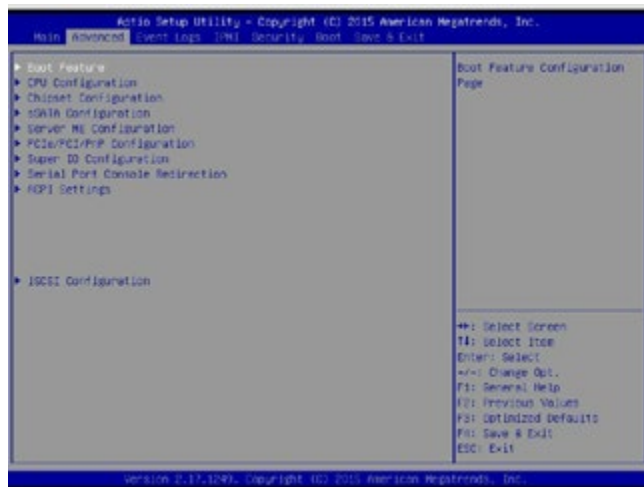 Aptio Setup Utility - Copyright (C) 2015 American Megatrends, Inc.
Main Advanced Event Logs IPMI Security Boot Save & Exit
Boot Feature
CPU Configuration
Chipset Configuration
sSATA Configuration
Server ME Configuration
PCIe/PCI/PnP Configuration
Super IO Configuration
Serial Port Console Redirection
ACPI Settings
iSCSI Configuration
Boot Feature Configuration
Page
: Select Screen
: Select Item
Enter: Select
+/-: Change Opt.
F1: General Help
F2: Previous Values
F3: Optimized Defaults
F4: Save & Exit
ESC: Exit
Version 2.17.1249. Copyright (C) 2015 American Megatrends, Inc.